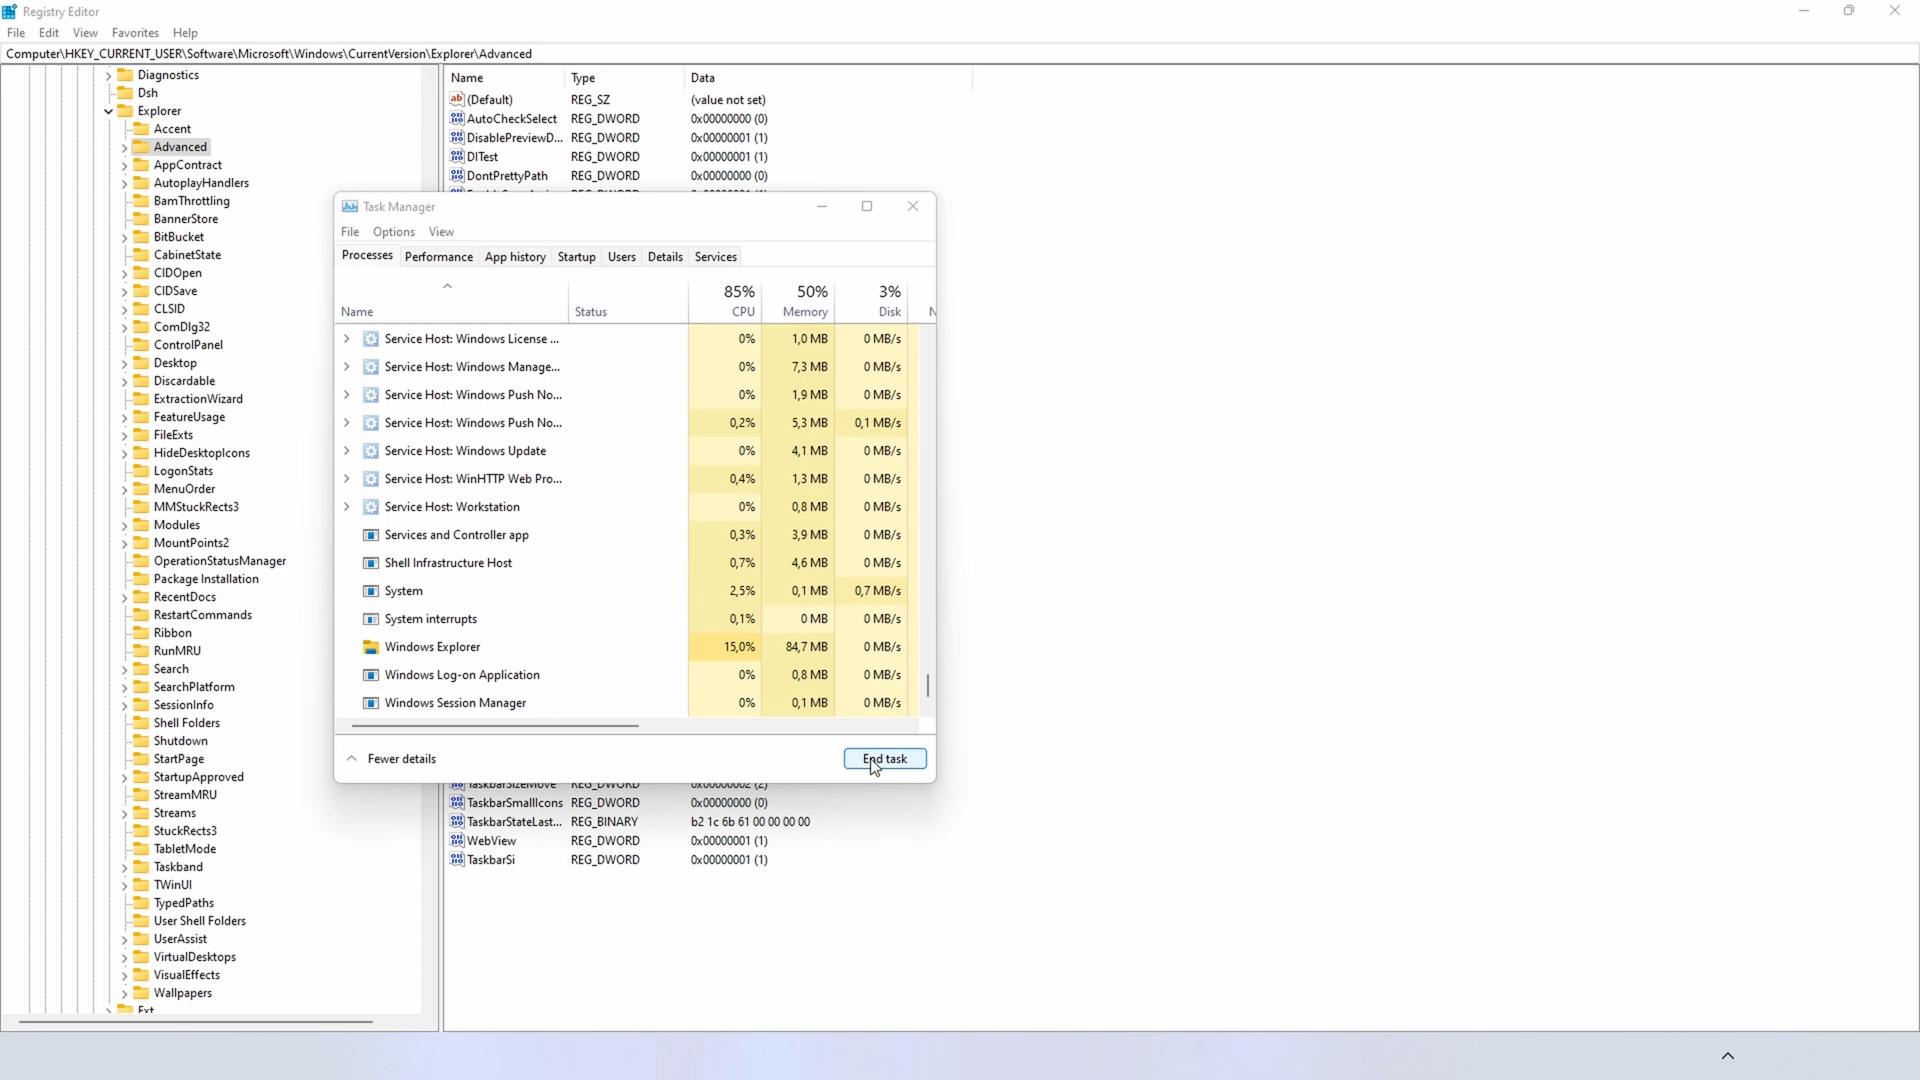 Registry Editor
File Edit View Favorites Help
Computer\HKEY_CURRENT_USER\Software\Microsoft\Windows\CurrentVersion\Explorer\Advanced
Diagnostics
Dsh
Explorer
Accent
Advanced
AppContract
AutoplayHandlers
BamThrottling
BannerStore
BitBucket
CabinetState
CIDOpen
CIDSave
CLSID
ComDlg32
ControlPanel
Desktop
Discardable
ExtractionWizard
FeatureUsage
FileExts
HideDesktopIcons
LogonStats
MenuOrder
MMStuckRects3
Modules
MountPoints2
OperationStatusManager
Package Installation
RecentDocs
RestartCommands
Ribbon
RunMRU
Search
SearchPlatform
SessionInfo
Shell Folders
Shutdown
StartPage
StartupApproved
StreamMRU
Streams
StuckRects3
TabletMode
Taskband
TWinUI
TypedPaths
User Shell Folders
UserAssist
VirtualDesktops
VisualEffects
Wallpapers
Ext
Name Type Data
(Default) REG_SZ (value not set)
AutoCheckSelect REG_DWORD 0x00000000 (0)
DisablePreviewD... REG_DWORD 0x00000001 (1)
DITest REG_DWORD 0x00000001 (1)
DontPrettyPath REG_DWORD 0x00000000 (0)
Task Manager
File Options View
Processes Performance App history Startup Users Details Services
85% 50% 3%
Name Status CPU Memory Disk N
Service Host: Windows License ... 0% 1,0 MB 0 MB/s
Service Host: Windows Manage... 0% 7,3 MB 0 MB/s
Service Host: Windows Push No... 0% 1,9 MB 0 MB/s
Service Host: Windows Push No... 0,2% 5,3 MB 0,1 MB/s
Service Host: Windows Update 0% 4,1 MB 0 MB/s
Service Host: WinHTTP Web Pro... 0,4% 1,3 MB 0 MB/s
Service Host: Workstation 0% 0,8 MB 0 MB/s
Services and Controller app 0,3% 3,9 MB 0 MB/s
Shell Infrastructure Host 0,7% 4,6 MB 0 MB/s
System 2,5% 0,1 MB 0,7 MB/s
System interrupts 0,1% 0 MB 0 MB/s
Windows Explorer 15,0% 84,7 MB 0 MB/s
Windows Log-on Application 0% 0,8 MB 0 MB/s
Windows Session Manager 0% 0,1 MB 0 MB/s
Fewer details End task
TaskbarSizeMove REG_DWORD 0x00000002 (2)
TaskbarSmallIcons REG_DWORD 0x00000000 (0)
TaskbarStateLast... REG_BINARY b2 1c 6b 61 00 00 00 00
WebView REG_DWORD 0x00000001 (1)
TaskbarSi REG_DWORD 0x00000001 (1)